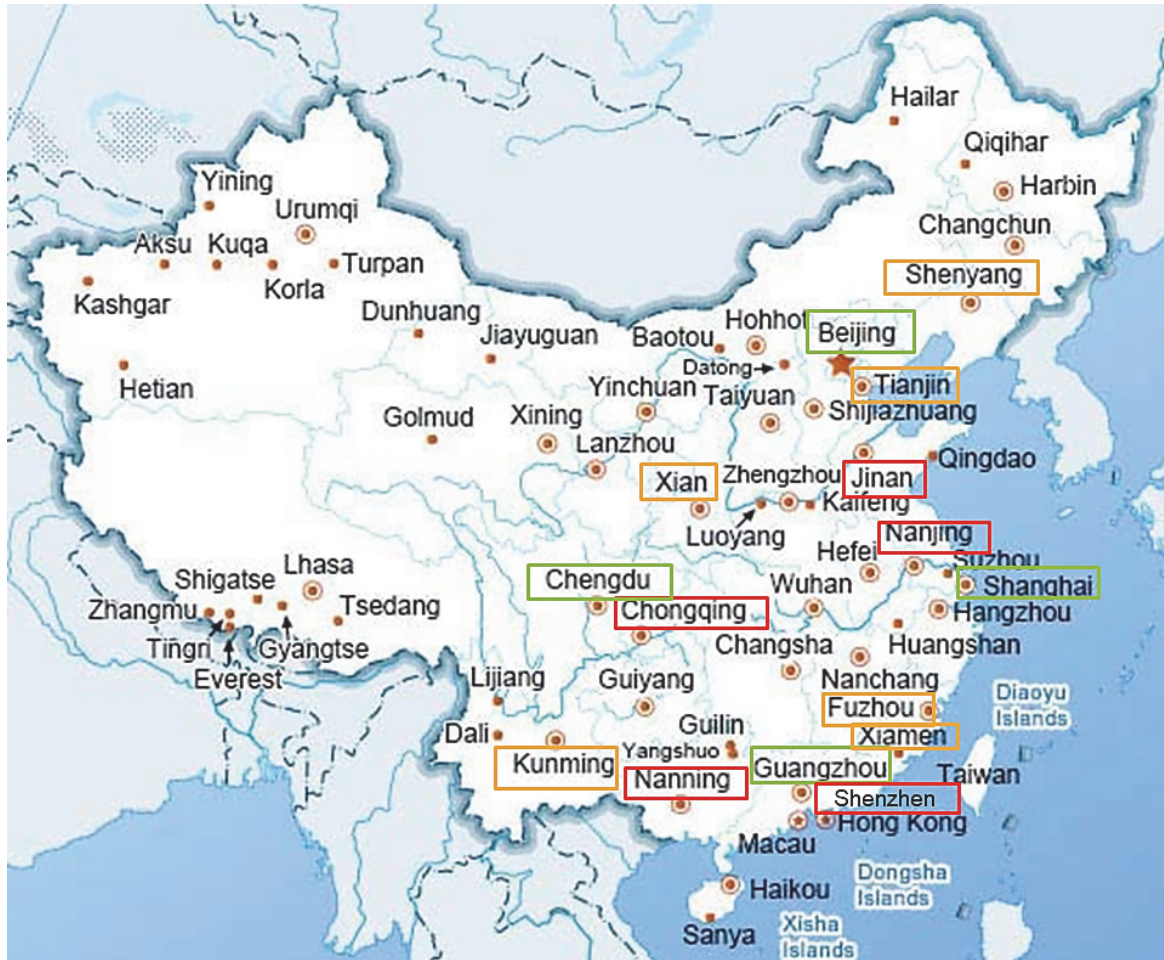 Hailar
Qiqihar
Harbin
Yining
Urumqi
Changchun
Aksu
Kuqa
Turpan
Korla
Kashgar
Shenyang
Dunhuang
Jiayuguan
Baotou
Hohhot
Beijing
Datong
Hetian
Yinchuan
Taiyuan
Tianjin
Shijiazhuang
Golmud
Xining
Lanzhou
Qingdao
Xian
Zhengzhou
Jinan
Kaifeng
Luoyang
Nanjing
Hefei
Suzhou
Lhasa
Shigatse
Chengdu
Wuhan
Shanghai
Zhangmu
Tsedang
Chongqing
Hangzhou
Tingri
Gyangtse
Changsha
Huangshan
Everest
Lijiang
Guiyang
Nanchang
Diaoyu
Islands
Fuzhou
Dali
Guilin
Xiamen
Yangshuo
Kunming
Nanning
Guangzhou
Taiwan
Shenzhen
Hong Kong
Macau
Dongsha
Islands
Haikou
Sanya
Xisha
Islands